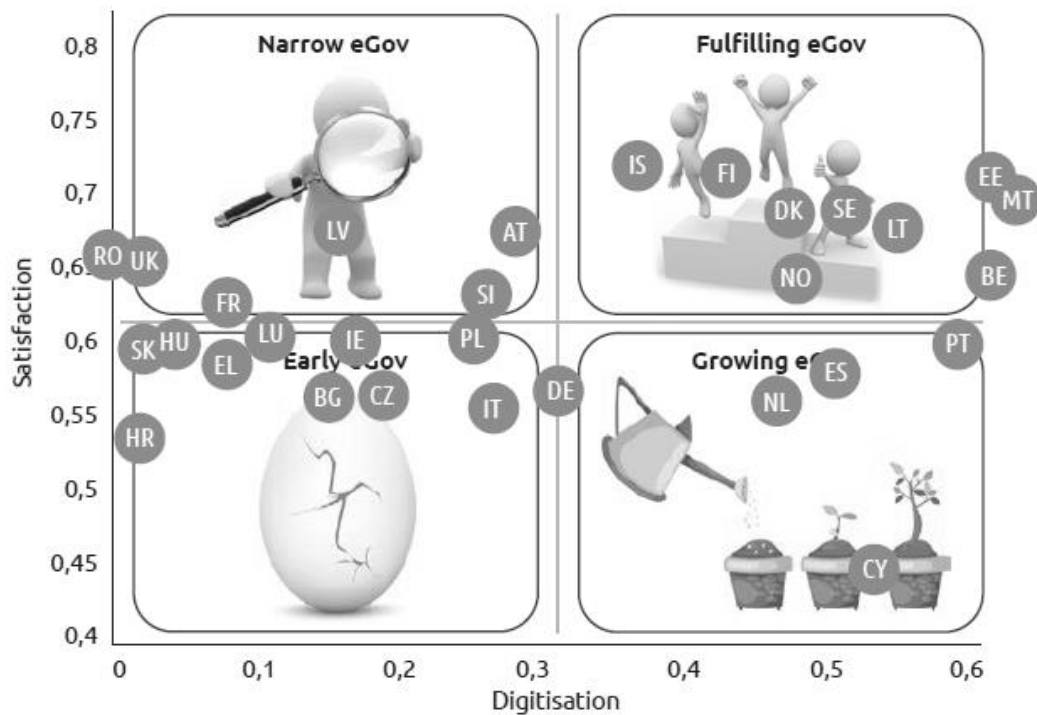 0,8
Narrow eGov
Fulfilling eGov
0,75
IS
FI
EE
MT
0,7
LV
AT
DK
SE
LT
RO
UK
0,65
SI
NO
BE
FR
Satisfaction
0,6
SK
HU
LU
IE
PL
PT
EL
Early eGov
Growing eG
DE
ES
BG
CZ
IT
NL
0,55
HR
0,5
0,45
CY
0,4
0
0,1
0,2
0,3
0,4
0,5
0,6
Digitisation